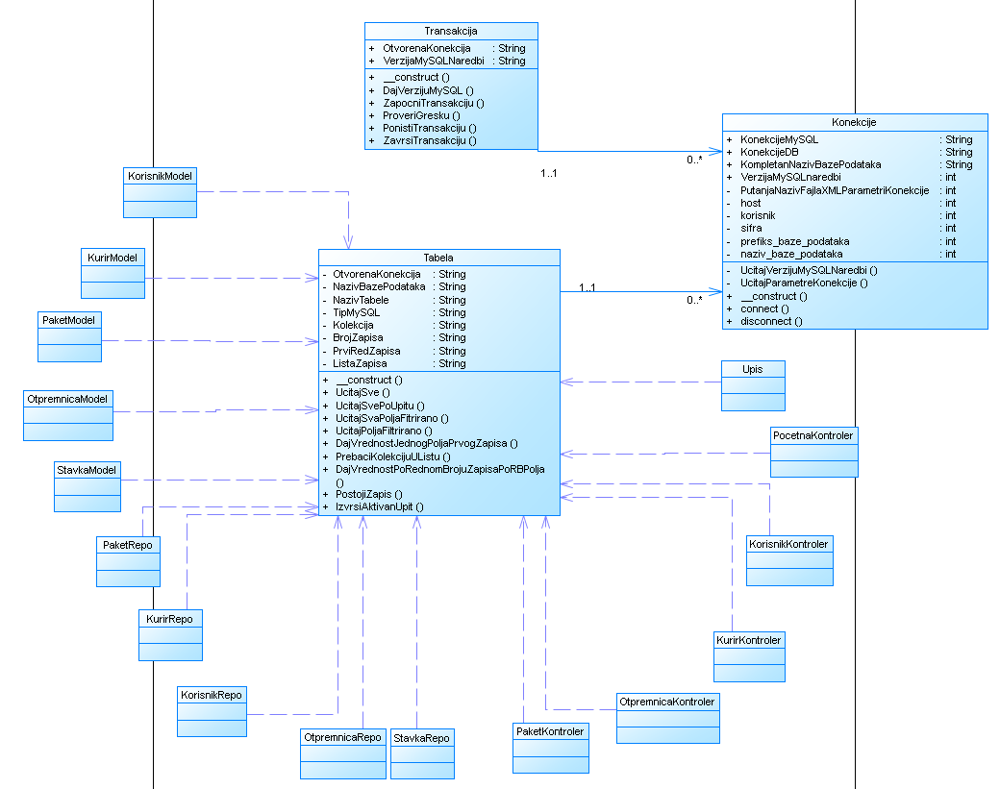 Transakcija
+ OtvorenaKonekcija : String
+ VerzijaMySQLNaredbi : String
+ __construct ()
+ DajVerzijuMySQL ()
+ ZapocniTransakciju ()
+ ProveriGresku ()
+ PonistiTransakciju ()
+ ZavrsiTransakciju ()
1..1
0..*
Konekcije
+ KonekcijeMySQL : String
+ KonekcijeDB : String
+ KompletanNazivBazePodataka : String
+ VerzijaMySQLnaredbi : int
- PutanjaNazivFajlaXMLParametriKonekcije : int
- host : int
- korisnik : int
- sifra : int
- prefiks_baze_podataka : int
- naziv_baze_podataka : int
- UcitajVerzijuMySQLNaredbi ()
- UcitajParametreKonekcije ()
+ __construct ()
+ connect ()
+ disconnect ()
KorisnikModel
KurirModel
PaketModel
OtpremnicaModel
StavkaModel
Tabela
- OtvorenaKonekcija : String
- NazivBazePodataka : String
- NazivTabele : String
- TipMySQL : String
- Kolekcija : String
- BrojZapisa : String
- PrviRedZapisa : String
- ListaZapisa : String
+ __construct ()
+ UcitajSve ()
+ UcitajSvePoUpitu ()
+ UcitajSvaPoljaFitrirano ()
+ UcitajPoljaFiltrirano ()
+ DajVrednostJednogPoljaPrvogZapisa ()
+ PrebaciKolekcijuUListu ()
+ DajVrednostPoRednomBrojuZapisaPoRBPolja
()
+ PostojiZapis ()
+ IzvrsiAktivanUpit ()
1..1
0..*
Upis
PocetnaKontroler
KorisnikKontroler
KurirKontroler
OtpremnicaKontroler
PaketKontroler
PaketRepo
KurirRepo
KorisnikRepo
OtpremnicaRepo
StavkaRepo